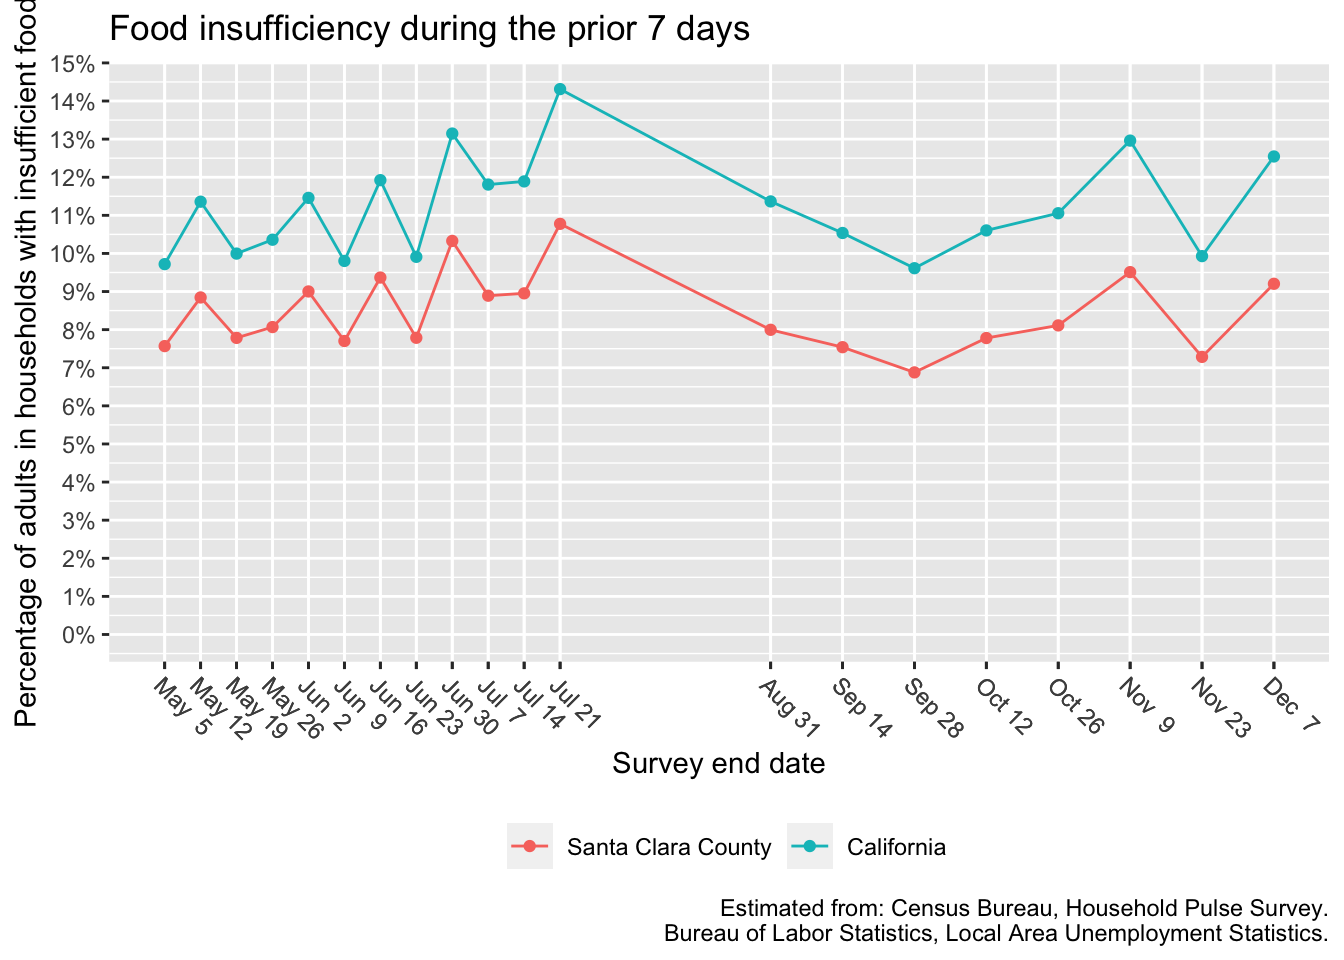 Food insufficiency during the prior 7 days
Percentage of adults in households with insufficient food
15%
14%
13%
12%
11%
10%
9%
8%
7%
6%
5%
4%
3%
2%
1%
0%
May  5
May 12
May 19
May 26
Jun  2
Jun  9
Jun 16
Jun 23
Jun 30
Jul  7
Jul 14
Jul 21
Aug 31
Sep 14
Sep 28
Oct 12
Oct 26
Nov  9
Nov 23
Dec  7
Survey end date
Santa Clara County
California
Estimated from: Census Bureau, Household Pulse Survey.
Bureau of Labor Statistics, Local Area Unemployment Statistics.